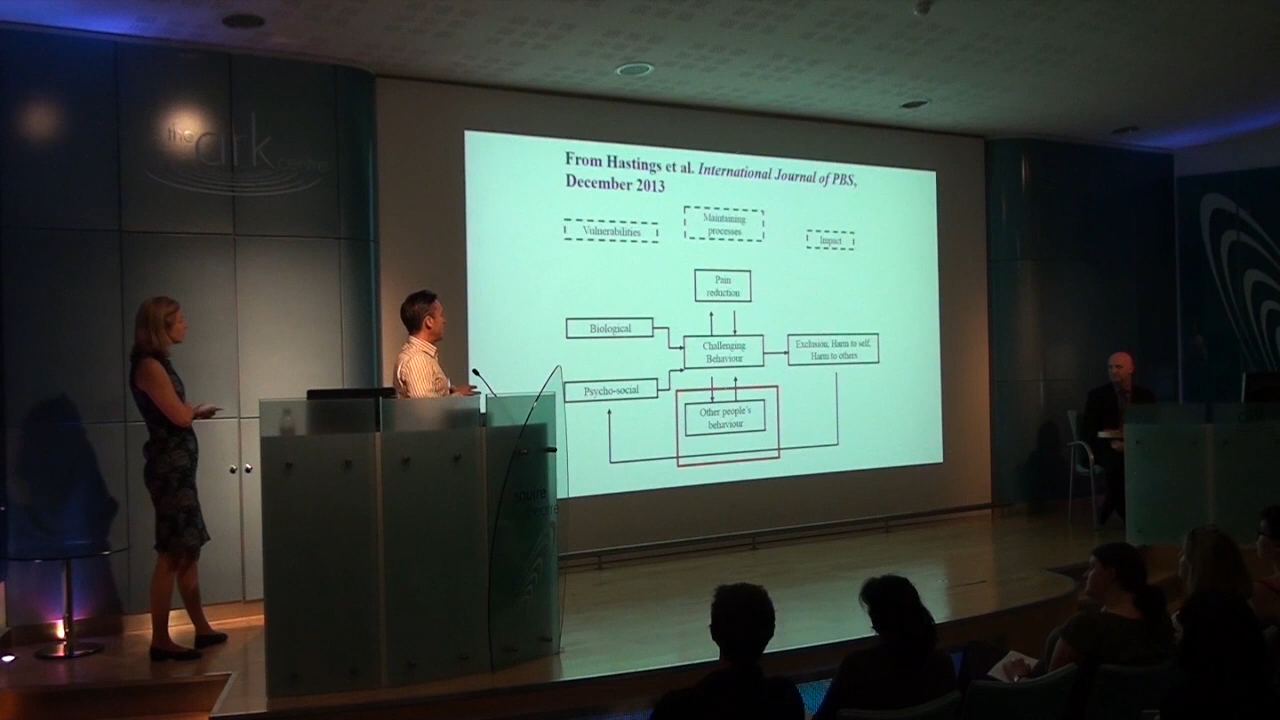 the ark centre
From Hastings et al. International Journal of PBS,
December 2013
Vulnerabilities
Maintaining
processes
Impact
Pain
reduction
Biological
Challenging
Behaviour
Exclusion, Harm to self,
Harm to others
Psycho-social
Other people's
behaviour